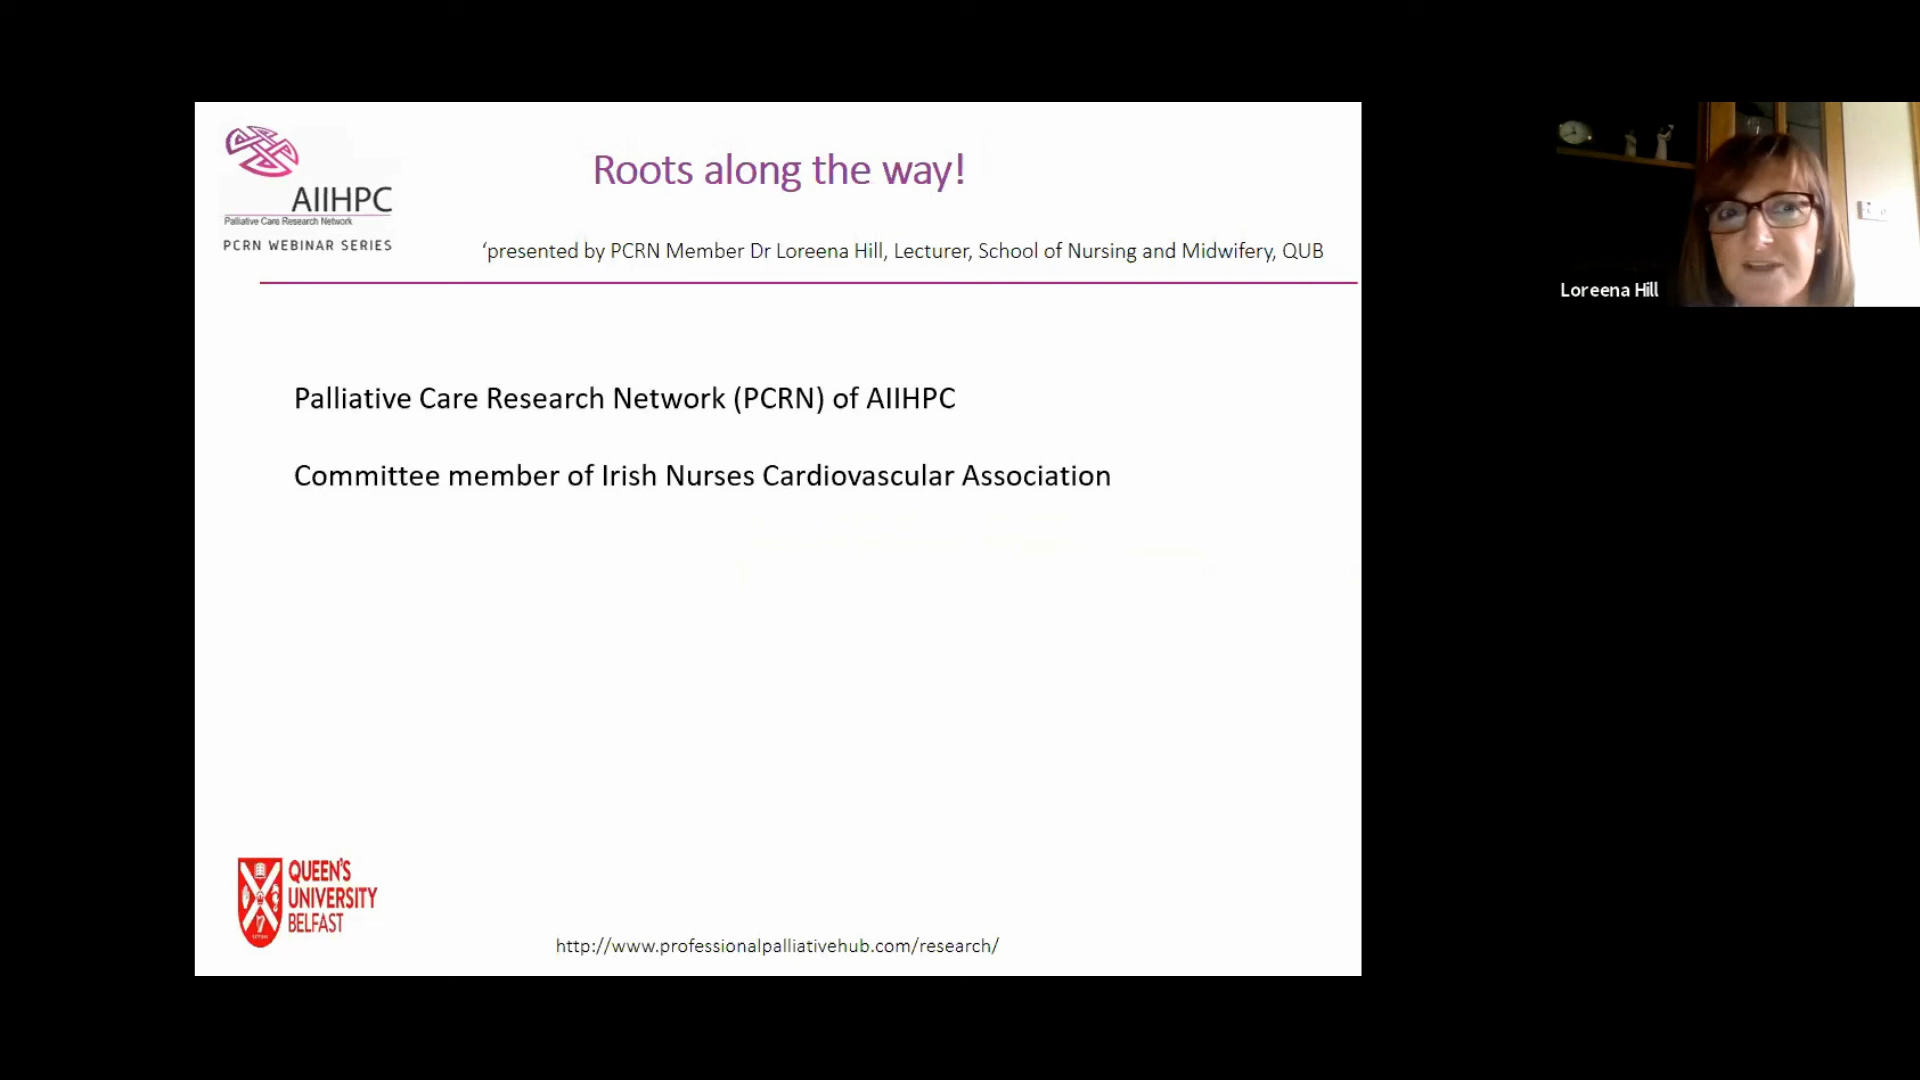 AIIHPC
Palliative Care Research Network
PCRN WEBINAR SERIES
Roots along the way!
‘presented by PCRN Member Dr Loreena Hill, Lecturer, School of Nursing and Midwifery, QUB
Loreena Hill
Palliative Care Research Network (PCRN) of AIIHPC
Committee member of Irish Nurses Cardiovascular Association
QUEEN'S
UNIVERSITY
BELFAST
http://www.professionalpalliativehub.com/research/